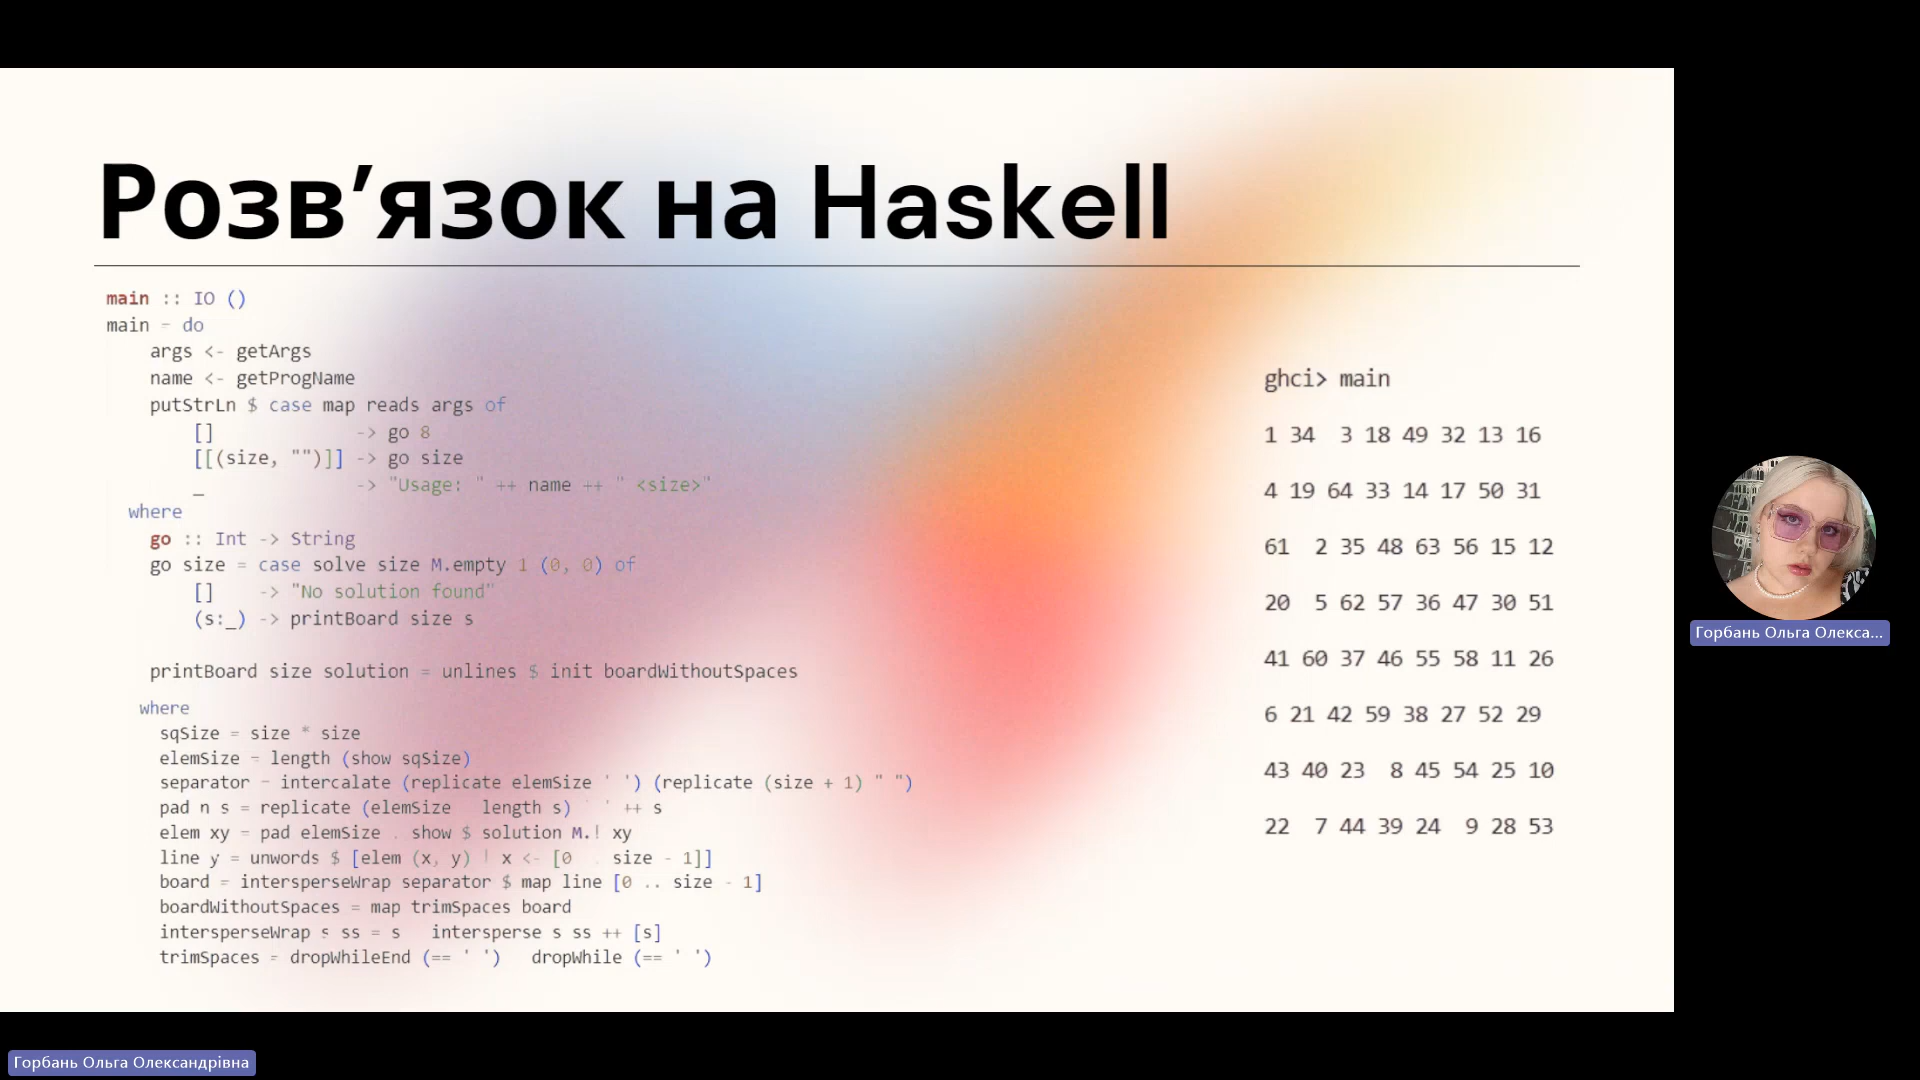 Розв’язок на Haskell
main :: IO ()
main = do
args <- getArgs
name <- getProgName
putStrLn $ case map reads args of
[] -> go 8
[[(size, "")]] -> go size
_ -> "Usage: " ++ name ++ " <size>"
where
go :: Int -> String
go size = case solve size M.empty 1 (0, 0) of
[] -> "No solution found"
(s:_) -> printBoard size s
printBoard size solution = unlines $ init boardWithoutSpaces
where
sqSize = size * size
elemSize = length (show sqSize)
separator = intercalate (replicate elemSize ' ') (replicate (size + 1) " ")
pad n s = replicate (elemSize length s) ' ' ++ s
elem xy = pad elemSize . show $ solution M.! xy
line y = unwords $ [elem (x, y) | x <- [0 .. size - 1]]
board = intersperseWrap separator $ map line [0 .. size - 1]
boardWithoutSpaces = map trimSpaces board
intersperseWrap s ss = s intersperse s ss ++ [s]
trimSpaces = dropWhileEnd (== ' ') dropWhile (== ' ')
ghci> main
1 34 3 18 49 32 13 16
4 19 64 33 14 17 50 31
61 2 35 48 63 56 15 12
20 5 62 57 36 47 30 51
41 60 37 46 55 58 11 26
6 21 42 59 38 27 52 29
43 40 23 8 45 54 25 10
22 7 44 39 24 9 28 53
Горбань Ольга Олекса...
Горбань Ольга Олександрівна